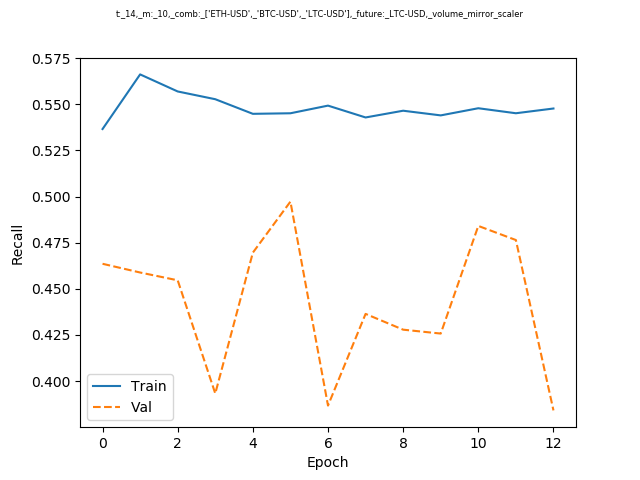 t:_14,_m:_10,_comb:_['ETH-USD',_'BTC-USD',_'LTC-USD'],_future:_LTC-USD,_volume_mirror_scaler
0.575
0.550
0.525
0.500
0.475
0.450
0.425
0.400
Recall
Train
Val
0 2 4 6 8 10 12
Epoch